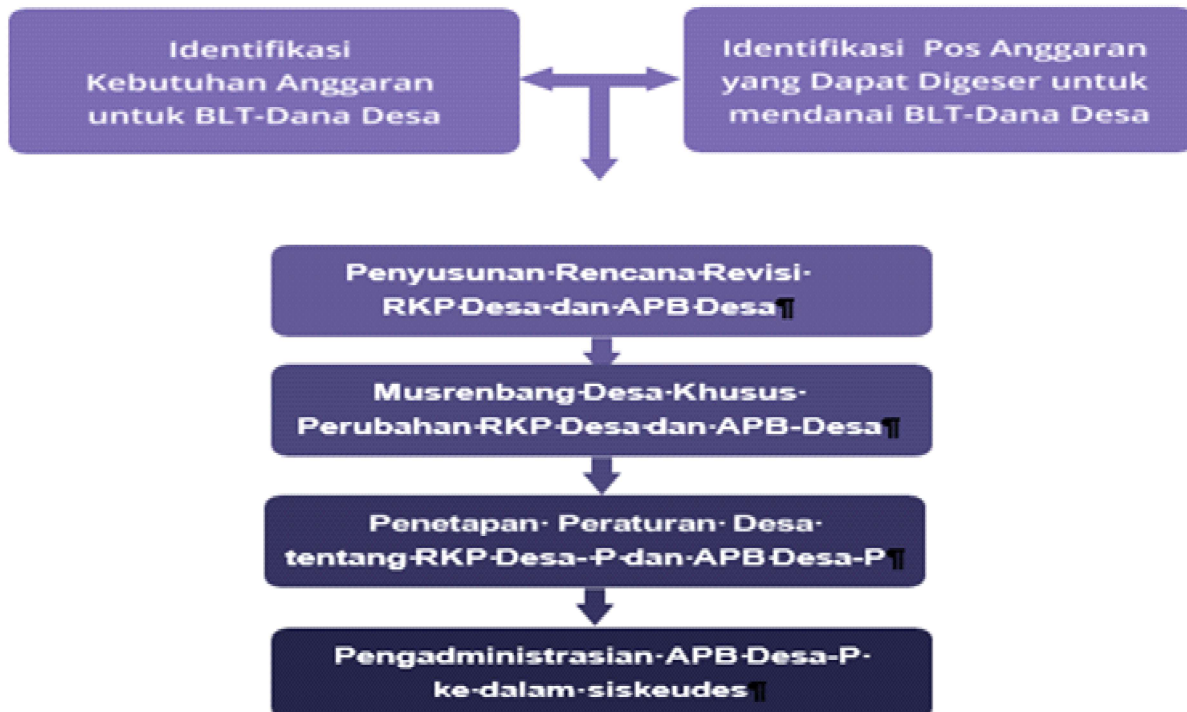 Identifikasi
Kebutuhan Anggaran
untuk BLT-Dana Desa
Identifikasi Pos Anggaran
yang Dapat Digeser untuk
mendanai BLT-Dana Desa
Penyusunan·Rencana·Revisi·
RKP·Desa·dan·APB·Desa¶
Musrenbang·Desa·Khusus·
Perubahan·RKP·Desa·dan·APB-Desa¶
Penetapan· Peraturan· Desa·
tentang·RKP·Desa-·P·dan·APB·Desa-P¶
Pengadministrasian·APB·Desa-P·
ke·dalam·siskeudes¶